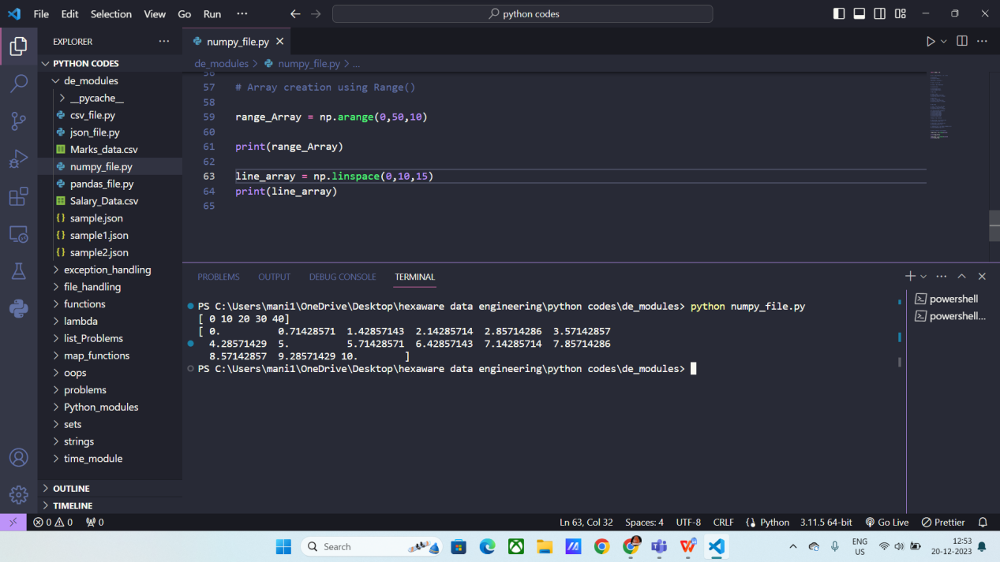 File Edit Selection View Go Run ... python codes
EXPLORER ... numpy_file.py
PYTHON CODES
de_modules
__pycache__
csv_file.py
json_file.py
Marks_data.csv
numpy_file.py
pandas_file.py
Salary_Data.csv
{} sample.json
{} sample1.json
{} sample2.json
exception_handling
file_handling
functions
lambda
list_Problems
map_functions
oops
problems
Python_modules
sets
strings
time_module
OUTLINE
TIMELINE
de_modules > numpy_file.py > ...
56
57 # Array creation using Range()
58
59 range_Array = np.arange(0,50,10)
60
61 print(range_Array)
62
63 line_array = np.linspace(0,10,15)
64 print(line_array)
65
PROBLEMS OUTPUT DEBUG CONSOLE TERMINAL
PS C:\Users\mani1\OneDrive\Desktop\hexaware data engineering\python codes\de_modules> python numpy_file.py
[ 0 10 20 30 40]
[ 0. 0.71428571 1.42857143 2.14285714 2.85714286 3.57142857
4.28571429 5. 5.71428571 6.42857143 7.14285714 7.85714286
8.57142857 9.28571429 10. ]
PS C:\Users\mani1\OneDrive\Desktop\hexaware data engineering\python codes\de_modules>
powershell
powershell...
0 0 0 Ln 63, Col 32 Spaces: 4 UTF-8 CRLF Python 3.11.5 64-bit Go Live Prettier
Search
ENG
US
12:53
20-12-2023